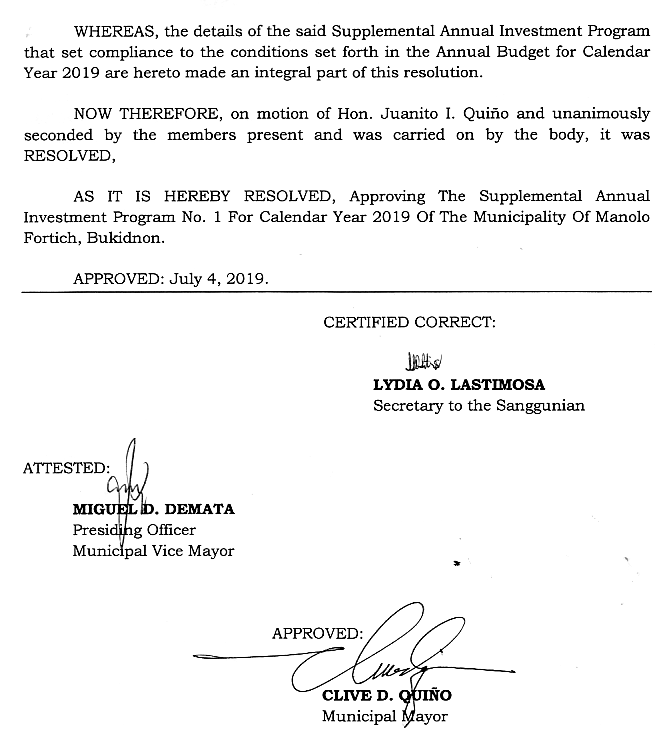 WHEREAS, the details of the said Supplemental Annual Investment Program
that set compliance to the conditions set forth in the Annual Budget for Calendar
Year 2019 are hereto made an integral part of this resolution.
NOW THEREFORE, on motion of Hon. Juanito I. Quiño and unanimously
seconded by the members present and was carried on by the body, it was
RESOLVED,
AS IT IS HEREBY RESOLVED, Approving The Supplemental Annual
Investment Program No. 1 For Calendar Year 2019 Of The Municipality Of Manolo
Fortich, Bukidnon.
APPROVED: July 4, 2019.
CERTIFIED CORRECT:
LYDIA O. LASTIMOSA
Secretary to the Sanggunian
ATTESTED:
MIGUEL D. DEMATA
Presiding Officer
Municipal Vice Mayor
APPROVED:
CLIVE D. QUIÑO
Municipal Mayor